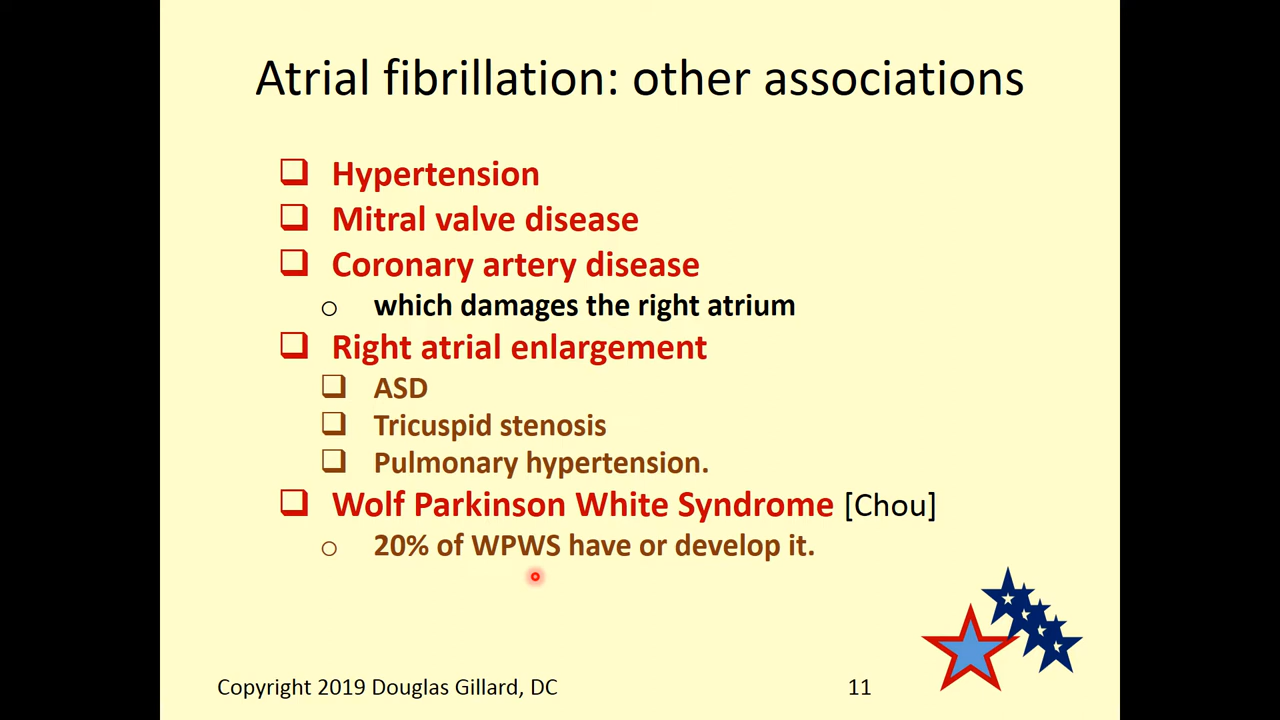 Atrial fibrillation: other associations
Hypertension
Mitral valve disease
Coronary artery disease
which damages the right atrium
Right atrial enlargement
ASD
Tricuspid stenosis
Pulmonary hypertension.
Wolf Parkinson White Syndrome [Chou]
20% of WPWS have or develop it.
Copyright 2019 Douglas Gillard, DC
11